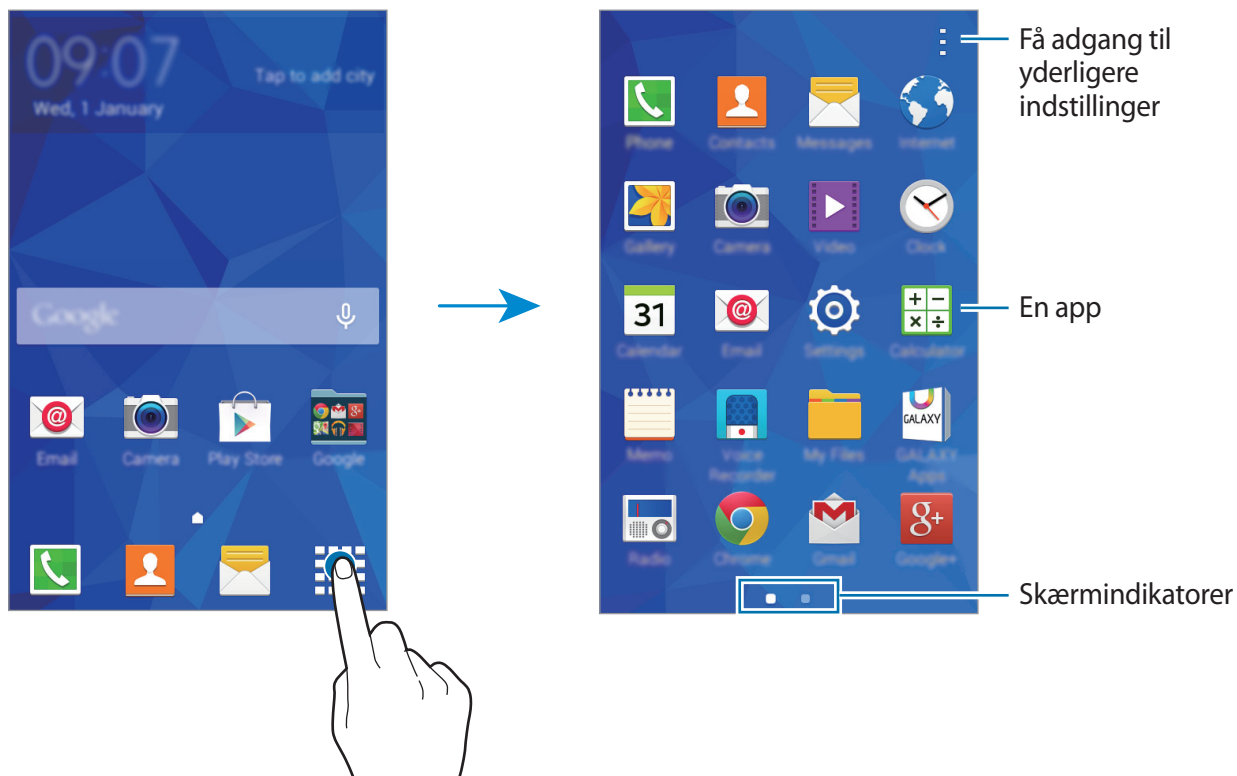 09:07
Tap to add city
Wed, 1 January
Google
Email
Camera
Play Store
Google
Få adgang til
yderligere
indstillinger
Phone
Contacts
Messages
Internet
Gallery
Camera
Video
Clock
31
En app
Calendar
Email
Settings
Calculator
GALAXY
Memo
Voice
Recorder
My Files
GALAXY
Apps
8+
Radio
Chrome
Gmail
Google+
Skærmindikatorer